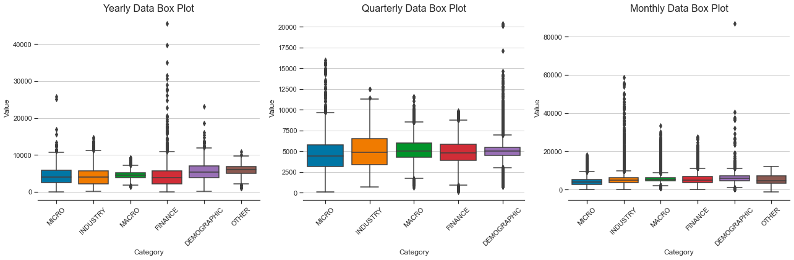 Yearly Data Box Plot
Value
40000
30000
20000
10000
0
MICRO
INDUSTRY
MACRO
FINANCE
DEMOGRAPHIC
OTHER
Category
Quarterly Data Box Plot
Value
20000
17500
15000
12500
10000
7500
5000
2500
0
MICRO
INDUSTRY
MACRO
FINANCE
DEMOGRAPHIC
Category
Monthly Data Box Plot
Value
80000
60000
40000
20000
0
MICRO
INDUSTRY
MACRO
FINANCE
DEMOGRAPHIC
OTHER
Category